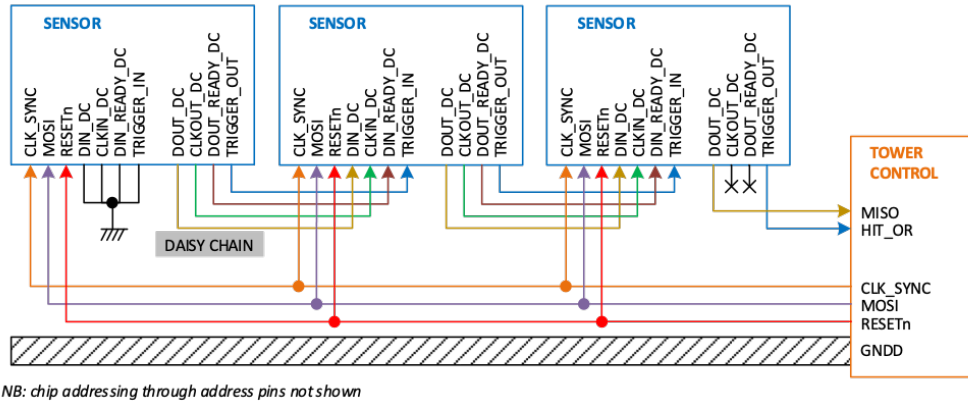 SENSOR
CLK_SYNC
MOSI
RESETn
DIN_DC
CLKIN_DC
DIN_READY_DC
TRIGGER_IN
DOUT_DC
CLKOUT_DC
DOUT_READY_DC
TRIGGER_OUT
SENSOR
CLK_SYNC
MOSI
RESETn
DIN_DC
CLKIN_DC
DIN_READY_DC
TRIGGER_IN
DOUT_DC
CLKOUT_DC
DOUT_READY_DC
TRIGGER_OUT
SENSOR
CLK_SYNC
MOSI
RESETn
DIN_DC
CLKIN_DC
DIN_READY_DC
TRIGGER_IN
DOUT_DC
CLKOUT_DC
DOUT_READY_DC
TRIGGER_OUT
TOWER
CONTROL
MISO
HIT_OR
DAISY CHAIN
CLK_SYNC
MOSI
RESETn
GNDD
NB: chip addressing through address pins not shown